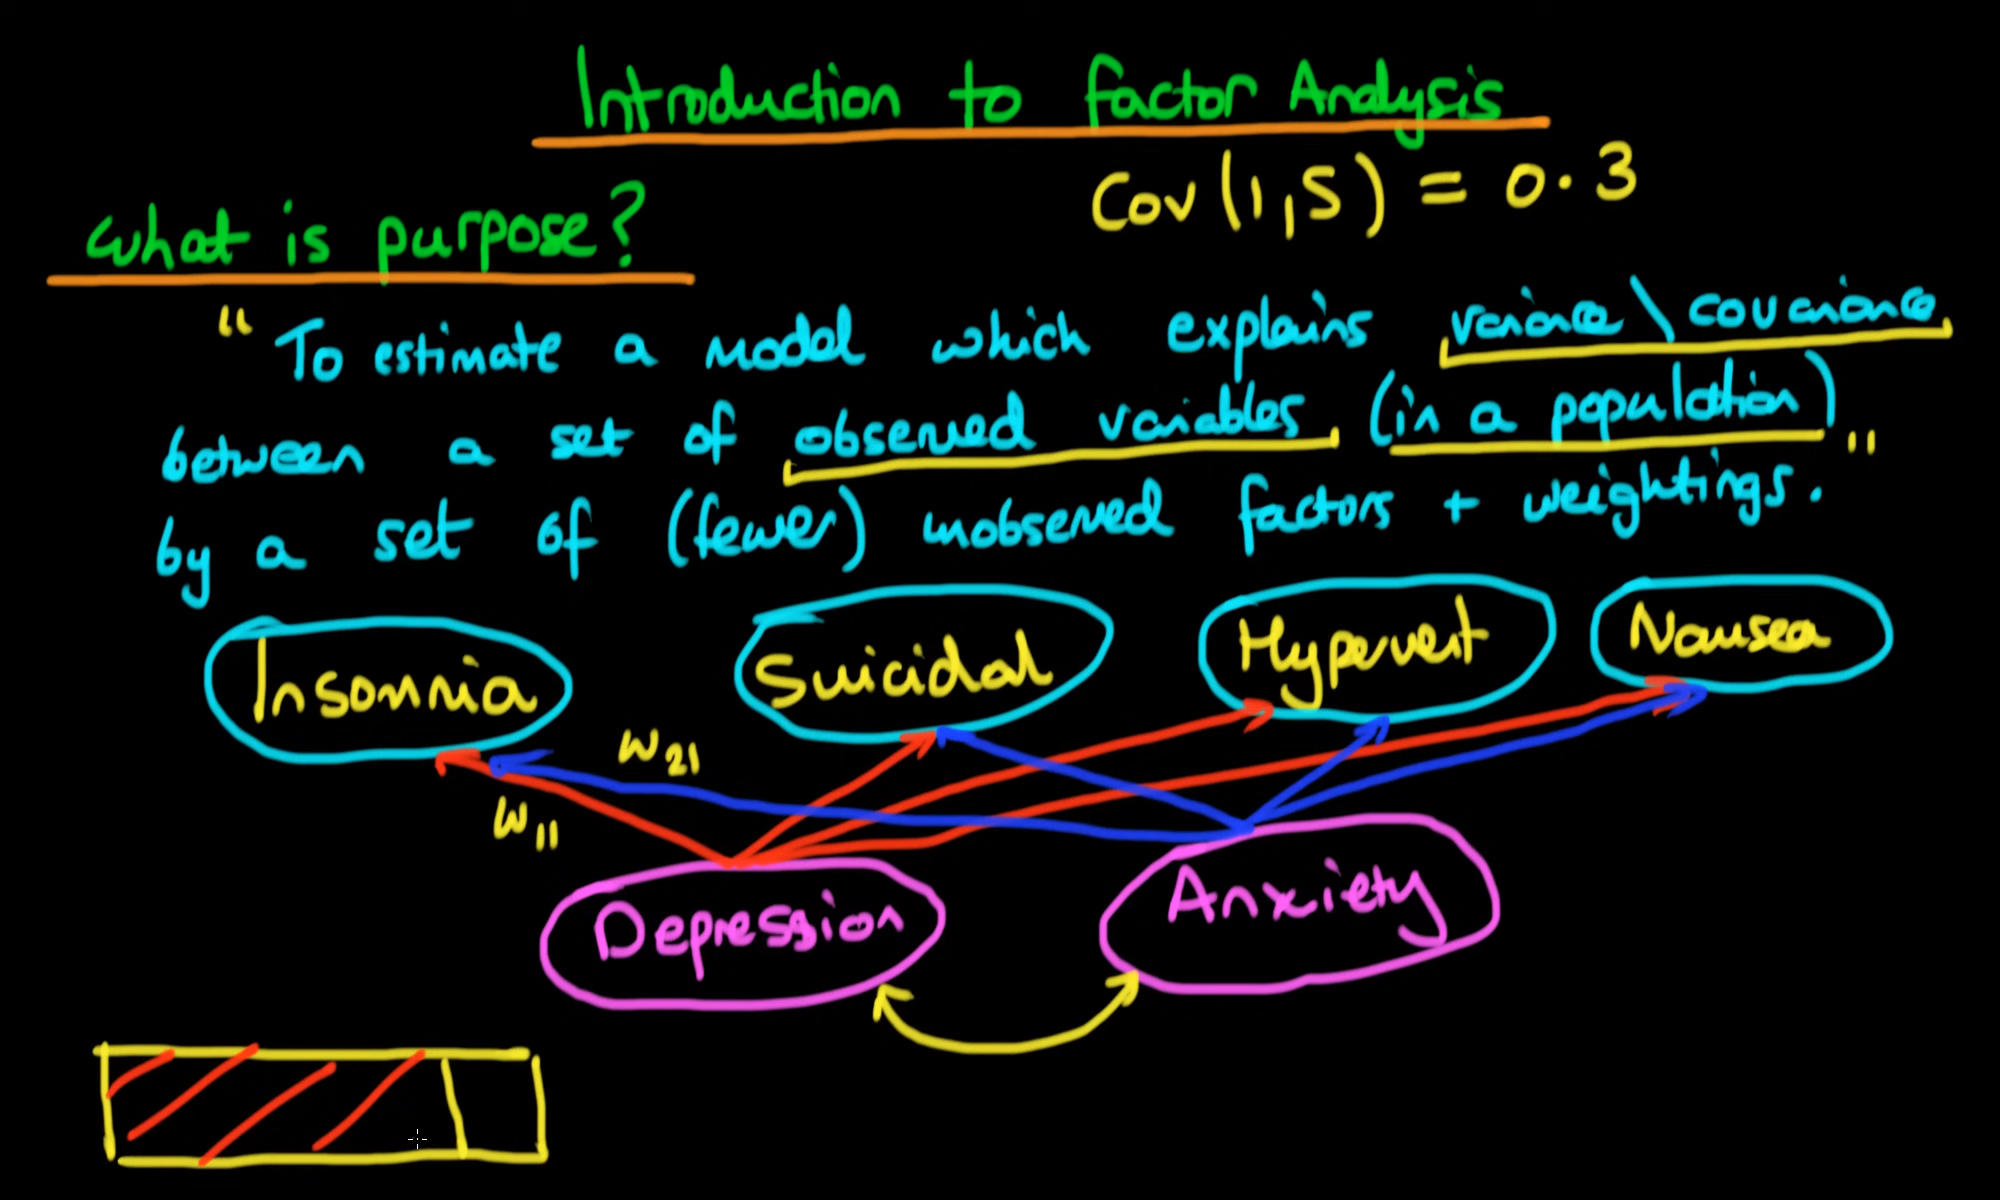 Introduction to factor Analysis
Cov(1,S) = 0.3
What is purpose?
“ To estimate a model which explains variance\covariance
between a set of observed variables (in a population) ”
by a set of (fewer) unobserved factors + weightings.
Insonnia Suicidal Hypervent Nausea
W21
W11
Depression Anxiety